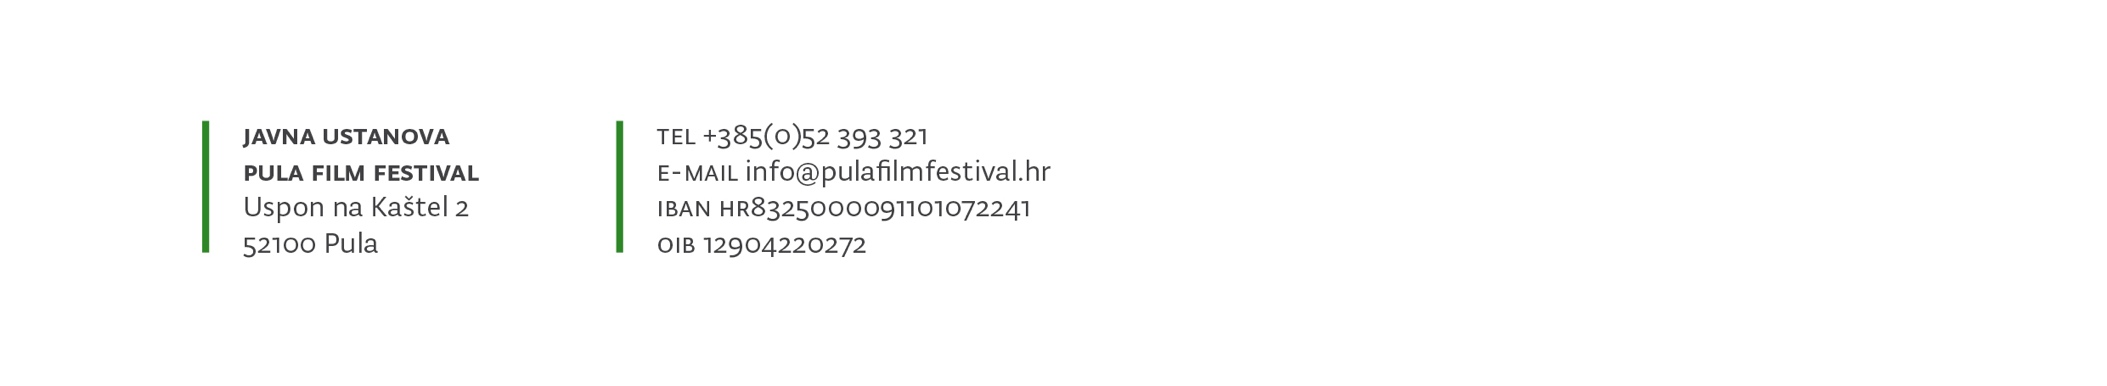 JAVNA USTANOVA
PULA FILM FESTIVAL
Uspon na Kaštel 2
52100 Pula
TEL +385(0)52 393 321
E-MAIL info@pulafilmfestival.hr
IBAN HR8325000091101072241
OIB 12904220272